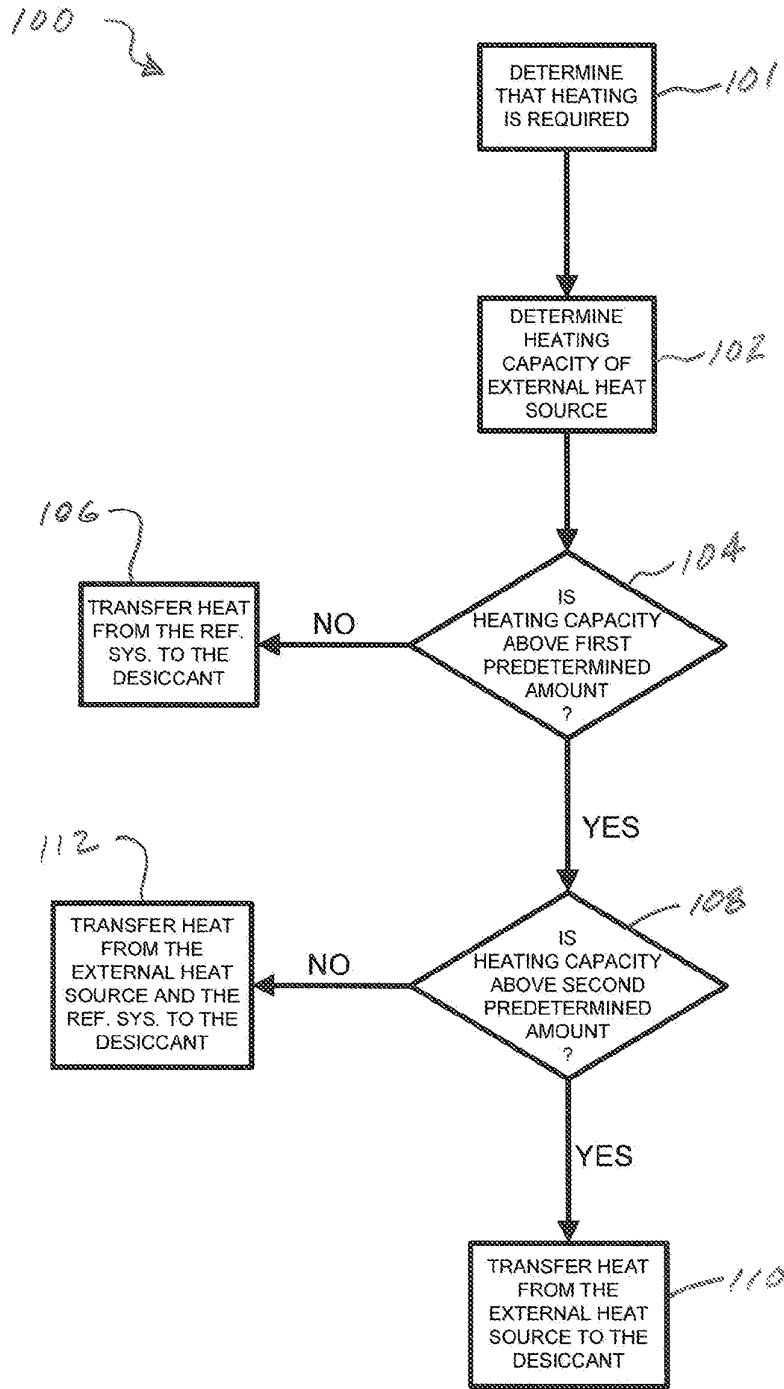 100
DETERMINE
THAT HEATING
IS REQUIRED
101
DETERMINE
HEATING
CAPACITY OF
EXTERNAL HEAT
SOURCE
102
104
IS
HEATING CAPACITY
ABOVE FIRST
PREDETERMINED
AMOUNT
?
NO
106
TRANSFER HEAT
FROM THE REF.
SYS. TO THE
DESICCANT
YES
108
IS
HEATING CAPACITY
ABOVE SECOND
PREDETERMINED
AMOUNT
?
NO
112
TRANSFER HEAT
FROM THE
EXTERNAL HEAT
SOURCE AND THE
REF. SYS. TO THE
DESICCANT
YES
TRANSFER HEAT
FROM THE
EXTERNAL HEAT
SOURCE TO THE
DESICCANT
110